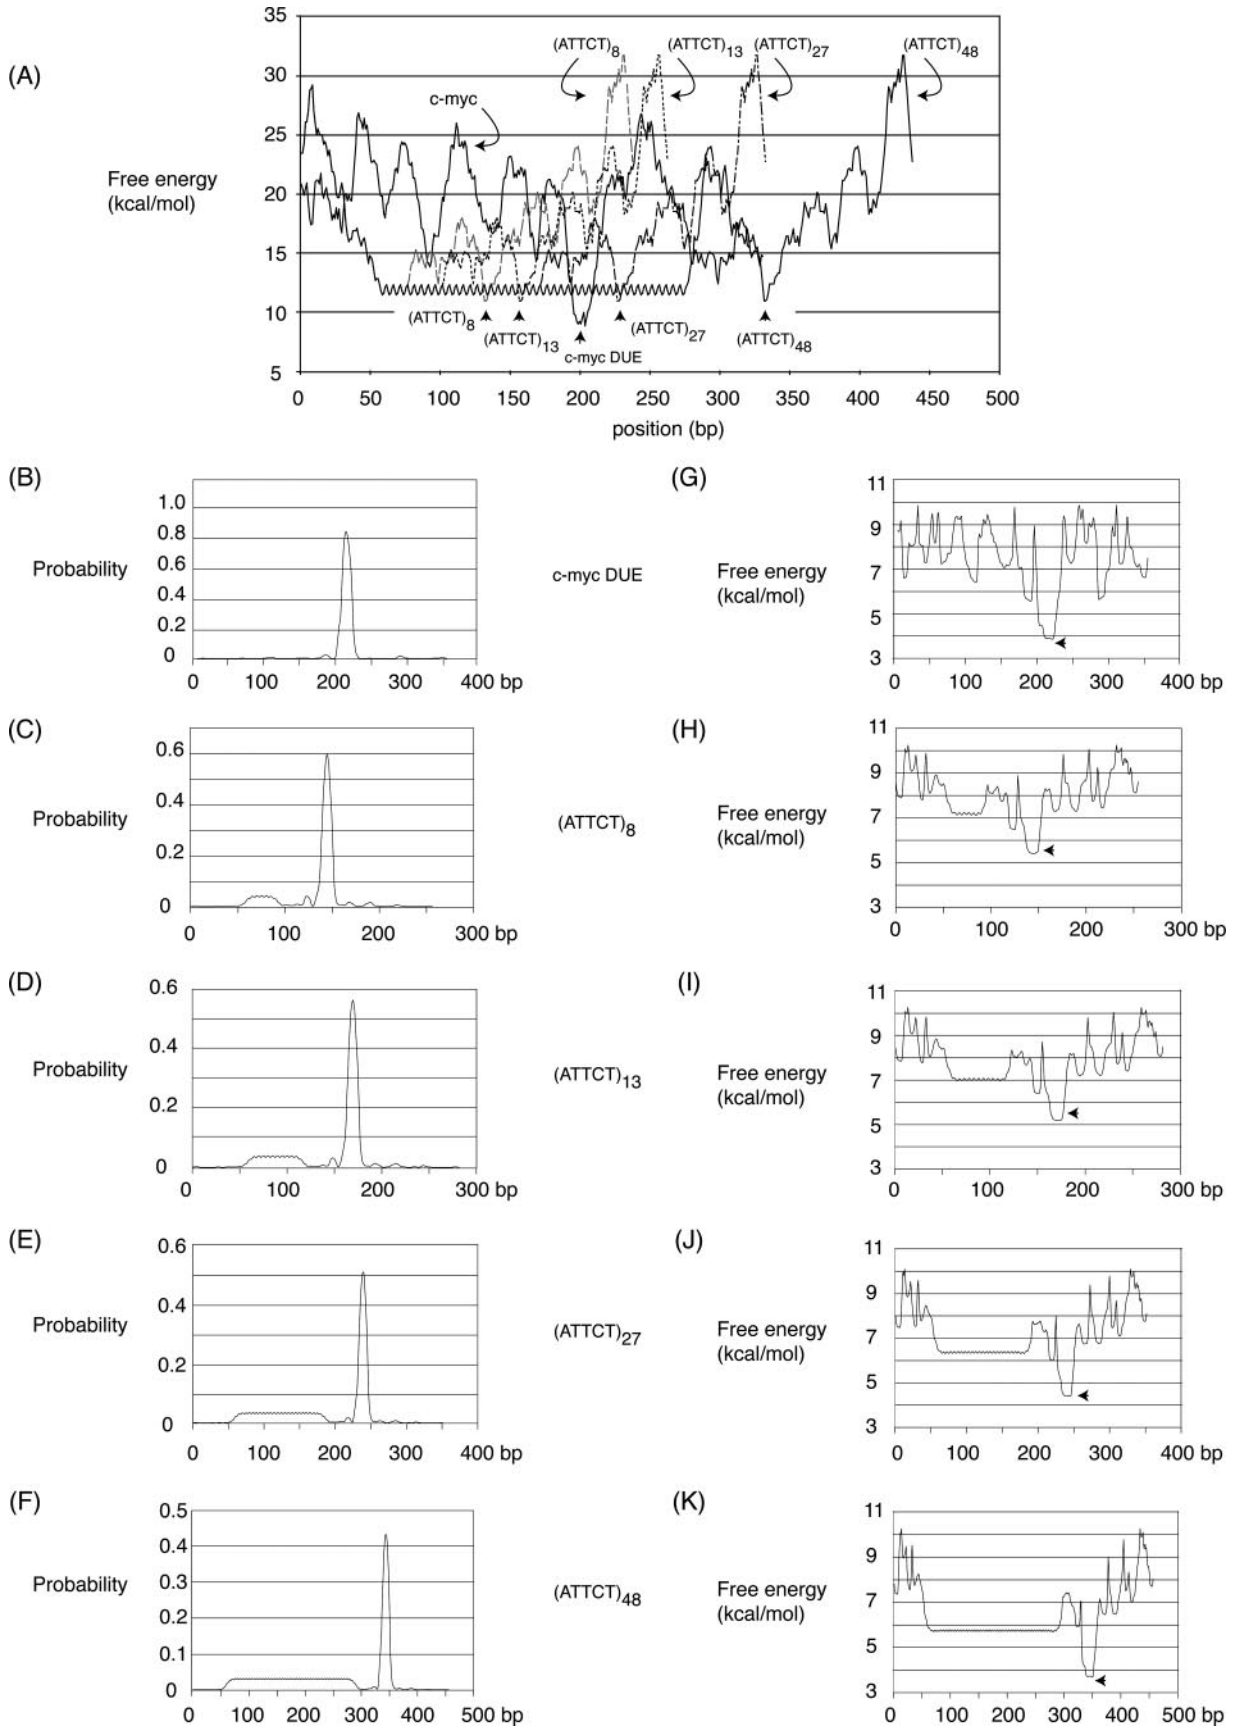 (A)
Free energy
(kcal/mol)
35
30
25
20
15
10
5
c-myc
(ATTCT)8
(ATTCT)13
(ATTCT)27
(ATTCT)48
(ATTCT)8
(ATTCT)13
c-myc DUE
(ATTCT)27
(ATTCT)48
0 50 100 150 200 250 300 350 400 450 500
position (bp)
(B)
Probability
1.0
0.8
0.6
0.4
0.2
0
0 100 200 300 400 bp
c-myc DUE
(G)
Free energy
(kcal/mol)
11
9
7
5
3
0 100 200 300 400 bp
(C)
Probability
0.6
0.4
0.2
0
0 100 200 300 bp
(ATTCT)8
(H)
Free energy
(kcal/mol)
11
9
7
5
3
0 100 200 300 bp
(D)
Probability
0.6
0.4
0.2
0
0 100 200 300 bp
(ATTCT)13
(I)
Free energy
(kcal/mol)
11
9
7
5
3
0 100 200 300 bp
(E)
Probability
0.6
0.4
0.2
0
0 100 200 300 400 bp
(ATTCT)27
(J)
Free energy
(kcal/mol)
11
9
7
5
3
0 100 200 300 400 bp
(F)
Probability
0.5
0.4
0.3
0.2
0.1
0
0 100 200 300 400 500 bp
(ATTCT)48
(K)
Free energy
(kcal/mol)
11
9
7
5
3
0 100 200 300 400 500 bp